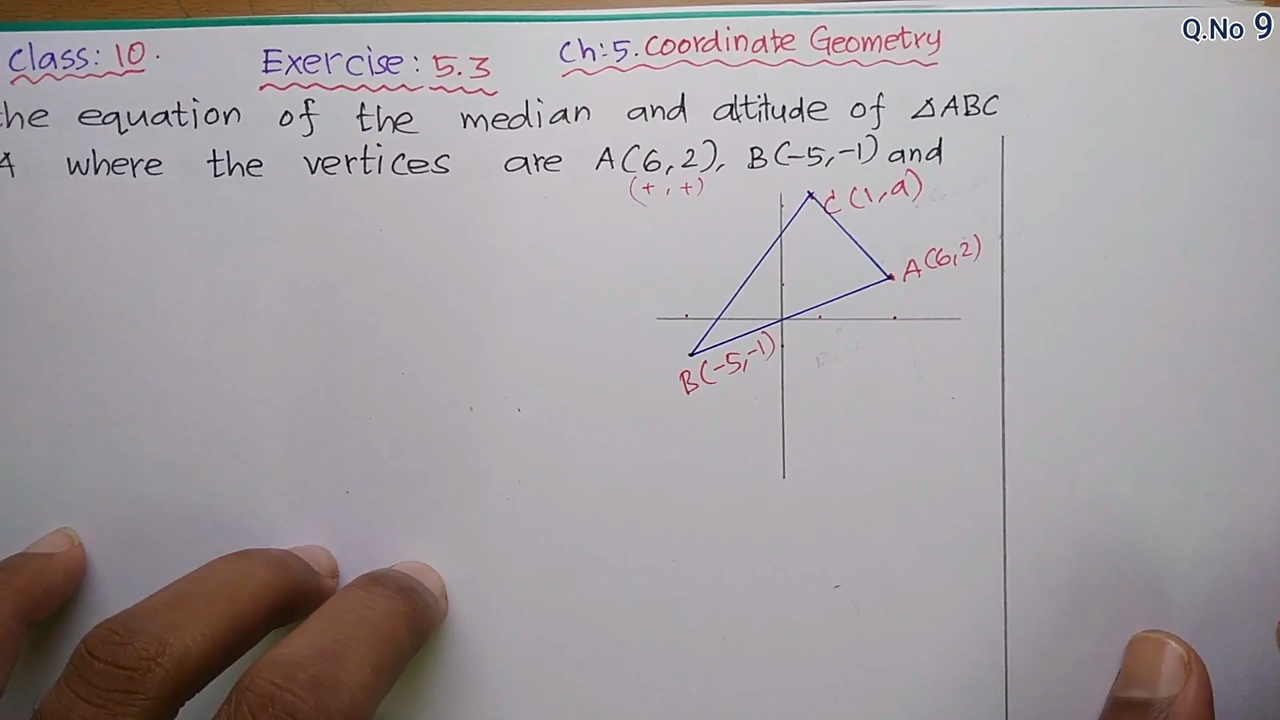 Q.No 9
Class: 10.
Exercise: 5.3
Ch:5. Coordinate Geometry
he equation of the median and altitude of △ABC
A where the vertices are A(6,2), B(-5,-1) and
(+,+)
C(1,9)
A(6,2)
B(-5,-1)